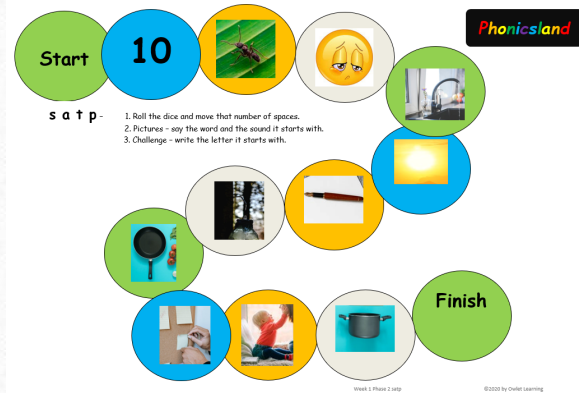 Phonicsland
Start
10
s a t p-
1. Roll the dice and move that number of spaces.
2. Pictures – say the word and the sound it starts with.
3. Challenge – write the letter it starts with.
Finish
Week 1 Phase 2 satp
©2020 by Owlet Learning